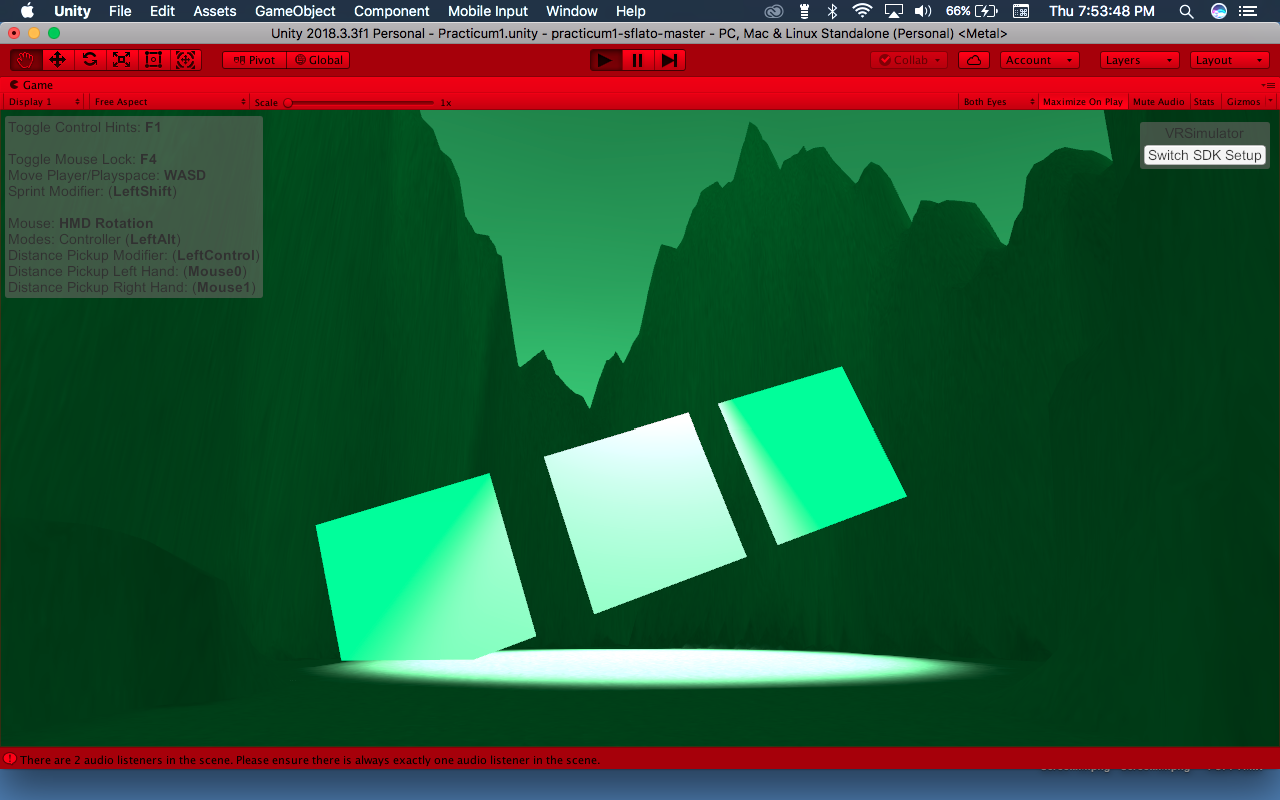 Unity File Edit Assets GameObject Component Mobile Input Window Help 66% Thu 7:53:48 PM
Unity 2018.3.3f1 Personal - Practicum1.unity - practicum1-sflato-master - PC, Mac & Linux Standalone (Personal) <Metal>
Pivot Global Collab Account Layers Layout
Game
Display 1 Free Aspect Scale 1x Both Eyes Maximize On Play Mute Audio Stats Gizmos
Toggle Control Hints: F1
Toggle Mouse Lock: F4
Move Player/Playspace: WASD
Sprint Modifier: (LeftShift)
Mouse: HMD Rotation
Modes: Controller (LeftAlt)
Distance Pickup Modifier: (LeftControl)
Distance Pickup Left Hand: (Mouse0)
Distance Pickup Right Hand: (Mouse1)
VRSimulator
Switch SDK Setup
There are 2 audio listeners in the scene. Please ensure there is always exactly one audio listener in the scene.